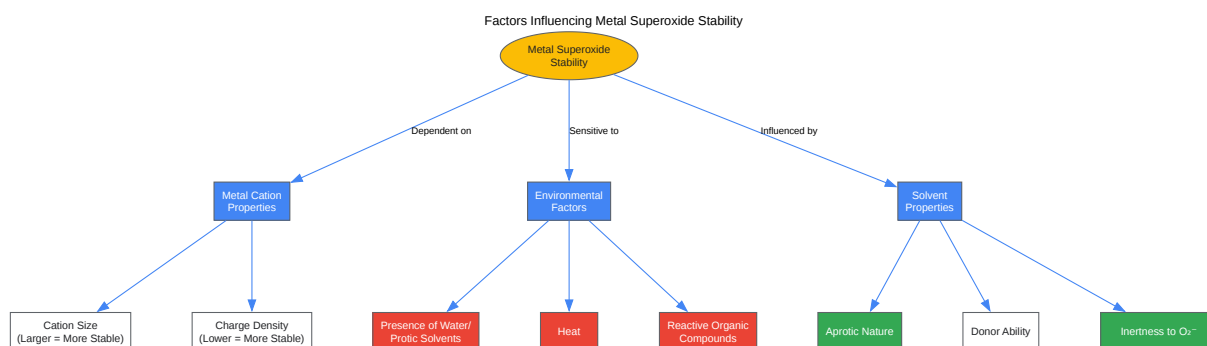 Factors Influencing Metal Superoxide Stability
Metal Superoxide
Stability
Dependent on
Sensitive to
Influenced by
Metal Cation
Properties
Environmental
Factors
Solvent
Properties
Cation Size
(Larger = More Stable)
Charge Density
(Lower = More Stable)
Presence of Water/
Protic Solvents
Heat
Reactive Organic
Compounds
Aprotic Nature
Donor Ability
Inertness to O₂⁻